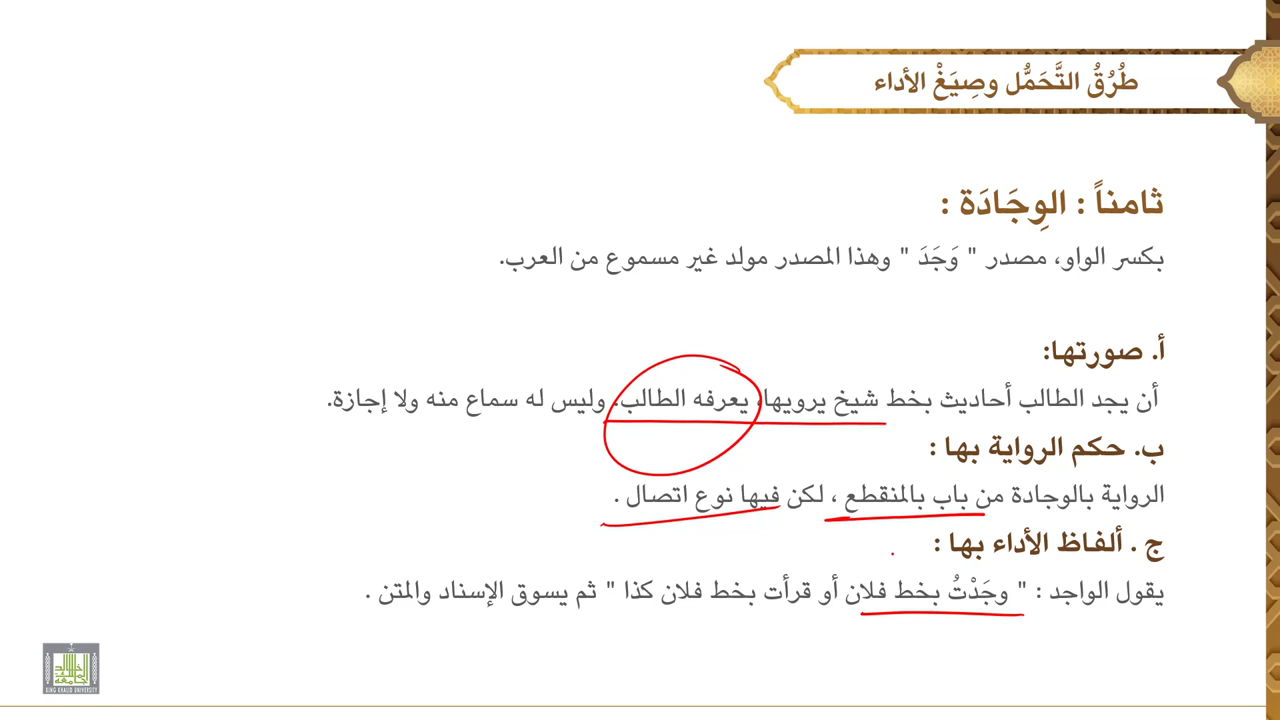 طُرُقُ التَّحَمُّل وصِيَغْ الأداء
ثامناً : الوِجَادَة :
بكسر الواو، مصدر " وَجَدَ " وهذا المصدر مولد غير مسموع من العرب.
أ. صورتها:
أن يجد الطالب أحاديث بخط شيخ يرويها، يعرفه الطالب، وليس له سماع منه ولا إجازة.
ب. حكم الرواية بها :
الرواية بالوجادة من باب بالمنقطع ، لكن فيها نوع اتصال .
ج . ألفاظ الأداء بها :
يقول الواجد : " وجَدْتُ بخط فلان أو قرأت بخط فلان كذا " ثم يسوق الإسناد والمتن .
KING KHALID UNIVERSITY